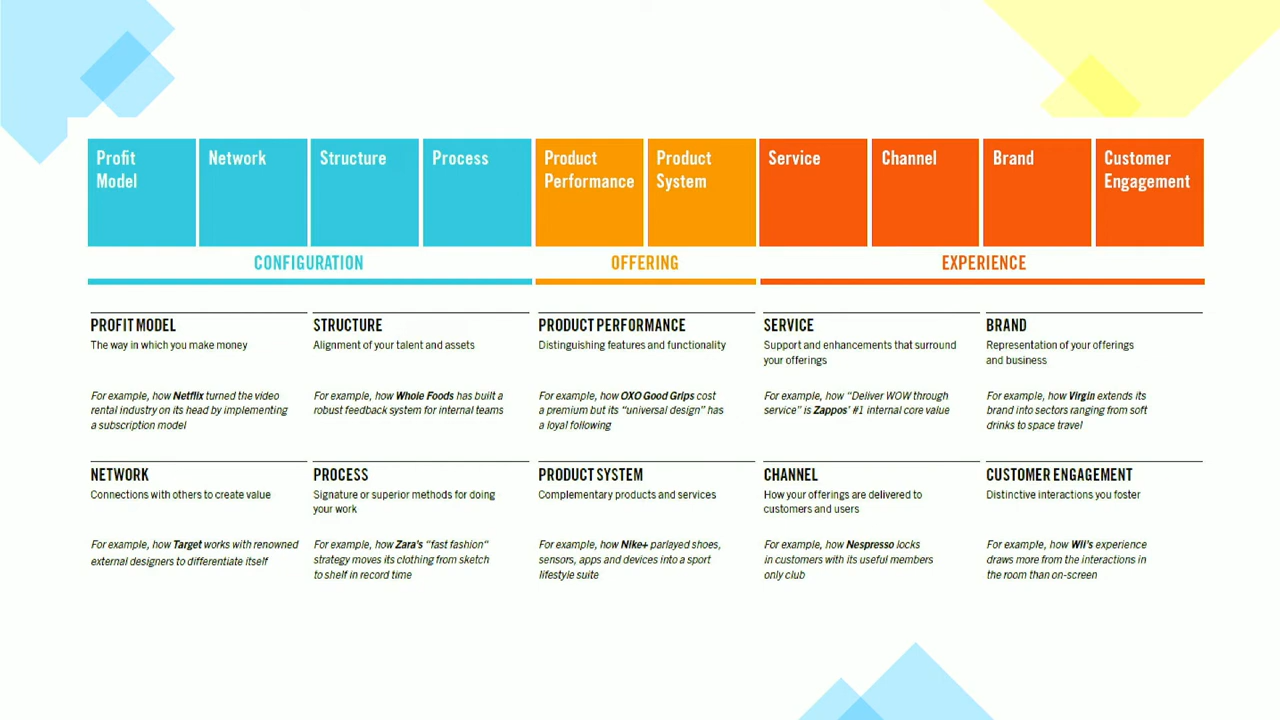 Profit
Model
Network
Structure
Process
Product
Performance
Product
System
Service
Channel
Brand
Customer
Engagement
CONFIGURATION
OFFERING
EXPERIENCE
PROFIT MODEL
The way in which you make money
For example, how Netflix turned the video
rental industry on its head by implementing
a subscription model
STRUCTURE
Alignment of your talent and assets
For example, how Whole Foods has built a
robust feedback system for internal teams
PRODUCT PERFORMANCE
Distinguishing features and functionality
For example, how OXO Good Grips cost
a premium but its “universal design” has
a loyal following
SERVICE
Support and enhancements that surround
your offerings
For example, how “Deliver WOW through
service” is Zappos’ #1 internal core value
BRAND
Representation of your offerings
and business
For example, how Virgin extends its
brand into sectors ranging from soft
drinks to space travel
NETWORK
Connections with others to create value
For example, how Target works with renowned
external designers to differentiate itself
PROCESS
Signature or superior methods for doing
your work
For example, how Zara’s “fast fashion“
strategy moves its clothing from sketch
to shelf in record time
PRODUCT SYSTEM
Complementary products and services
For example, how Nike+ parlayed shoes,
sensors, apps and devices into a sport
lifestyle suite
CHANNEL
How your offerings are delivered to
customers and users
For example, how Nespresso locks
in customers with its useful members
only club
CUSTOMER ENGAGEMENT
Distinctive interactions you foster
For example, how Wii’s experience
draws more from the interactions in
the room than on-screen